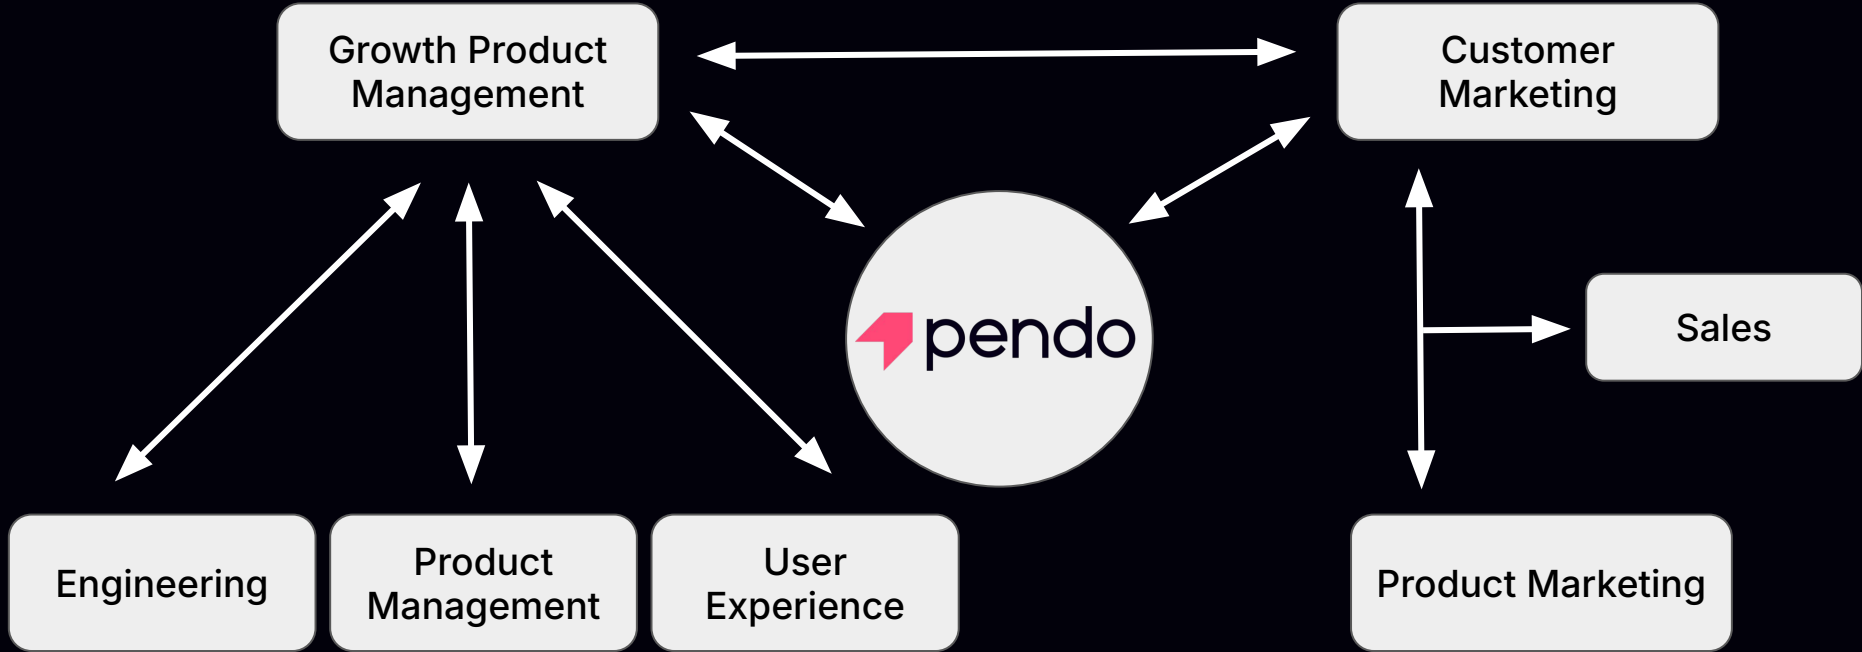 Growth Product
Management
Customer
Marketing
pendo
Sales
Engineering
Product
Management
User
Experience
Product Marketing